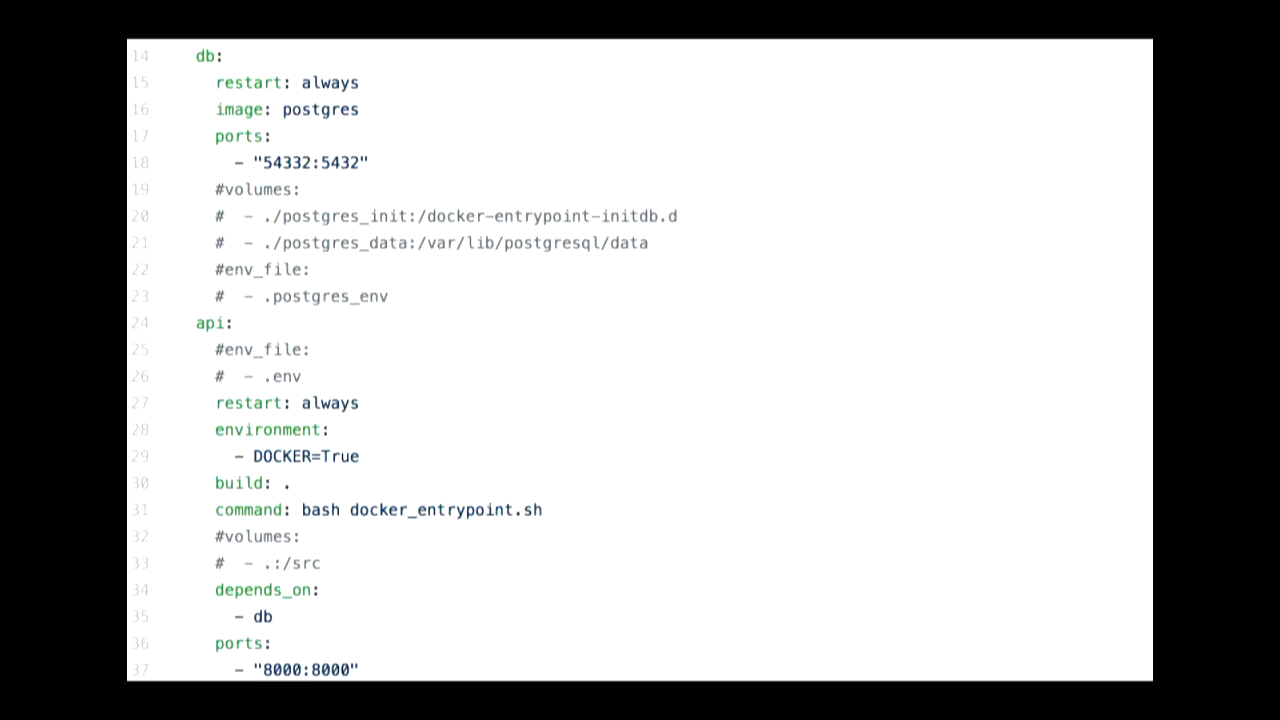 14 db:
15 restart: always
16 image: postgres
17 ports:
18 - "54332:5432"
19 #volumes:
20 #  - ./postgres_init:/docker-entrypoint-initdb.d
21 #  - ./postgres_data:/var/lib/postgresql/data
22 #env_file:
23 #  - .postgres_env
24 api:
25 #env_file:
26 #  - .env
27 restart: always
28 environment:
29 - DOCKER=True
30 build: .
31 command: bash docker_entrypoint.sh
32 #volumes:
33 #  - .:/src
34 depends_on:
35 - db
36 ports:
37 - "8000:8000"